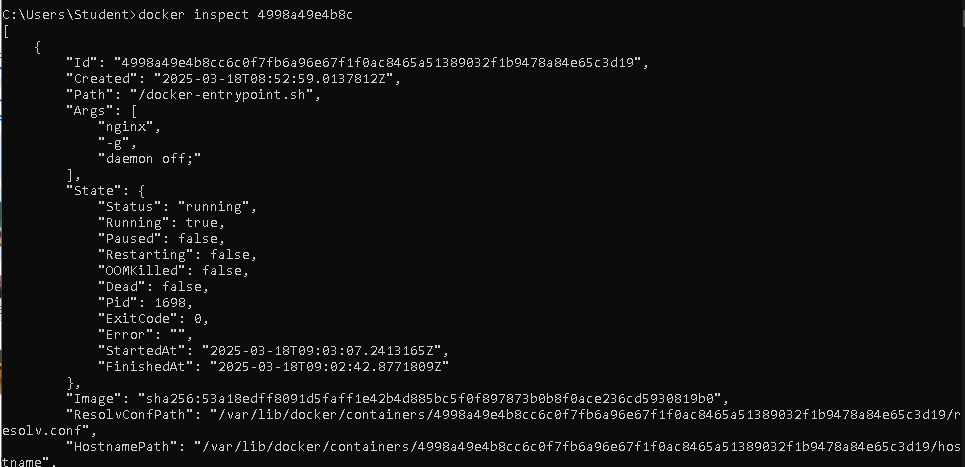 C:\Users\Student>docker inspect 4998a49e4b8c
[
    {
        "Id": "4998a49e4b8cc6c0f7fb6a96e67f1f0ac8465a51389032f1b9478a84e65c3d19",
        "Created": "2025-03-18T08:52:59.0137812Z",
        "Path": "/docker-entrypoint.sh",
        "Args": [
            "nginx",
            "-g",
            "daemon off;"
        ],
        "State": {
            "Status": "running",
            "Running": true,
            "Paused": false,
            "Restarting": false,
            "OOMKilled": false,
            "Dead": false,
            "Pid": 1698,
            "ExitCode": 0,
            "Error": "",
            "StartedAt": "2025-03-18T09:03:07.2413165Z",
            "FinishedAt": "2025-03-18T09:02:42.8771809Z"
        },
        "Image": "sha256:53a18edff8091d5faff1e42b4d885bc5f0f897873b0b8f0ace236cd5930819b0",
        "ResolvConfPath": "/var/lib/docker/containers/4998a49e4b8cc6c0f7fb6a96e67f1f0ac8465a51389032f1b9478a84e65c3d19/r
esolv.conf",
        "HostnamePath": "/var/lib/docker/containers/4998a49e4b8cc6c0f7fb6a96e67f1f0ac8465a51389032f1b9478a84e65c3d19/hos
tname",